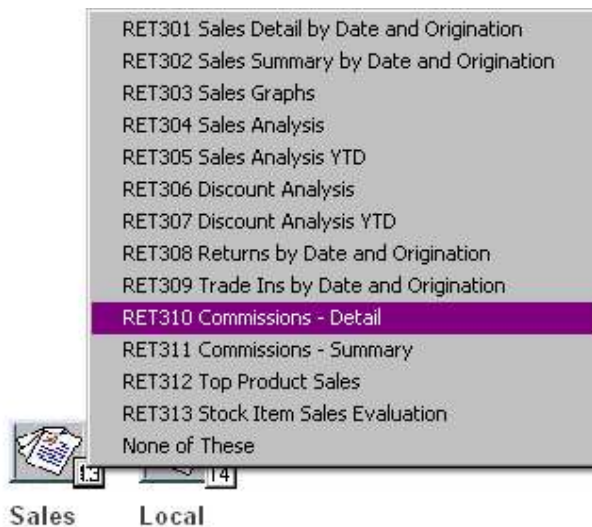 RET301 Sales Detail by Date and Origination
RET302 Sales Summary by Date and Origination
RET303 Sales Graphs
RET304 Sales Analysis
RET305 Sales Analysis YTD
RET306 Discount Analysis
RET307 Discount Analysis YTD
RET308 Returns by Date and Origination
RET309 Trade Ins by Date and Origination
RET310 Commissions - Detail
RET311 Commissions - Summary
RET312 Top Product Sales
RET313 Stock Item Sales Evaluation
None of These
Sales Local